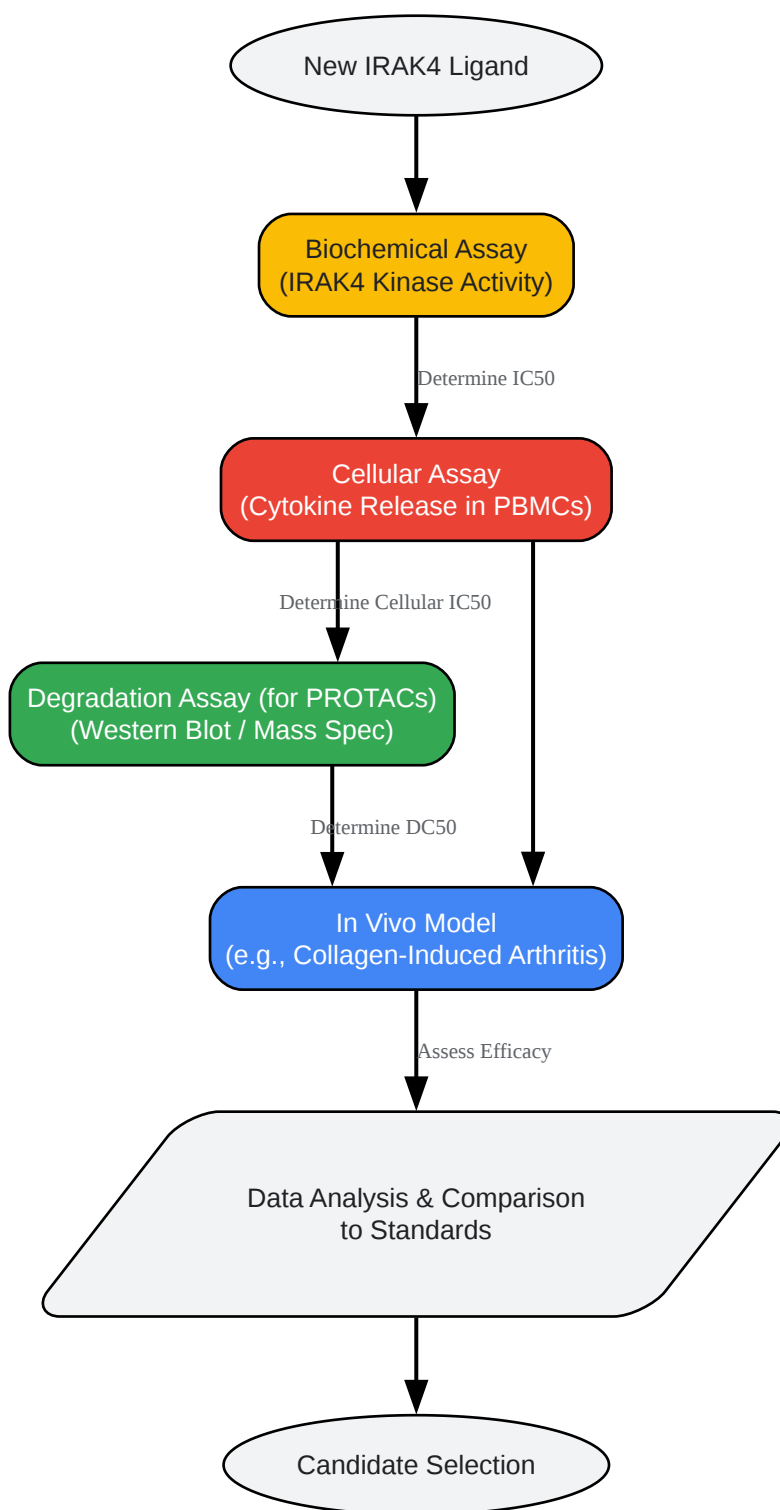 New IRAK4 Ligand
Biochemical Assay
(IRAK4 Kinase Activity)
Determine IC50
Cellular Assay
(Cytokine Release in PBMCs)
Determine Cellular IC50
Degradation Assay (for PROTACs)
(Western Blot / Mass Spec)
Determine DC50
In Vivo Model
(e.g., Collagen-Induced Arthritis)
Assess Efficacy
Data Analysis & Comparison
to Standards
Candidate Selection